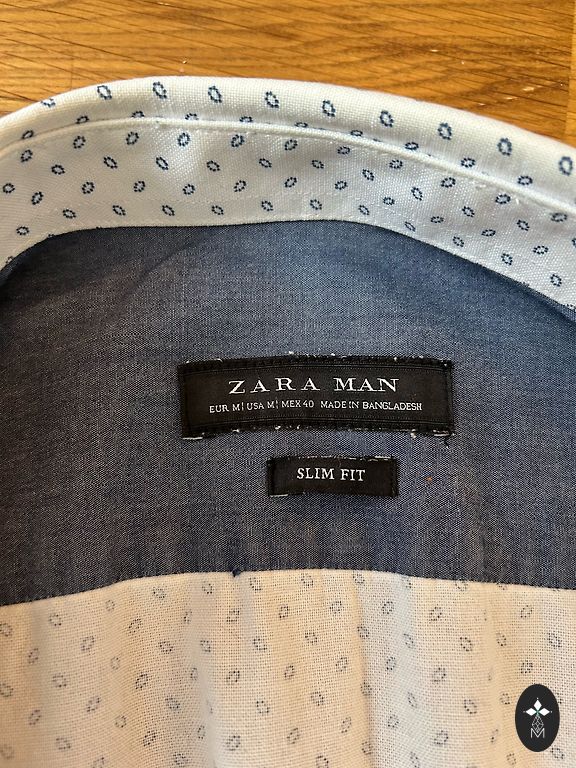 ZARA MAN
EUR M| USA M| MEX 40 MADE IN BANGLADESH
SLIM FIT
M